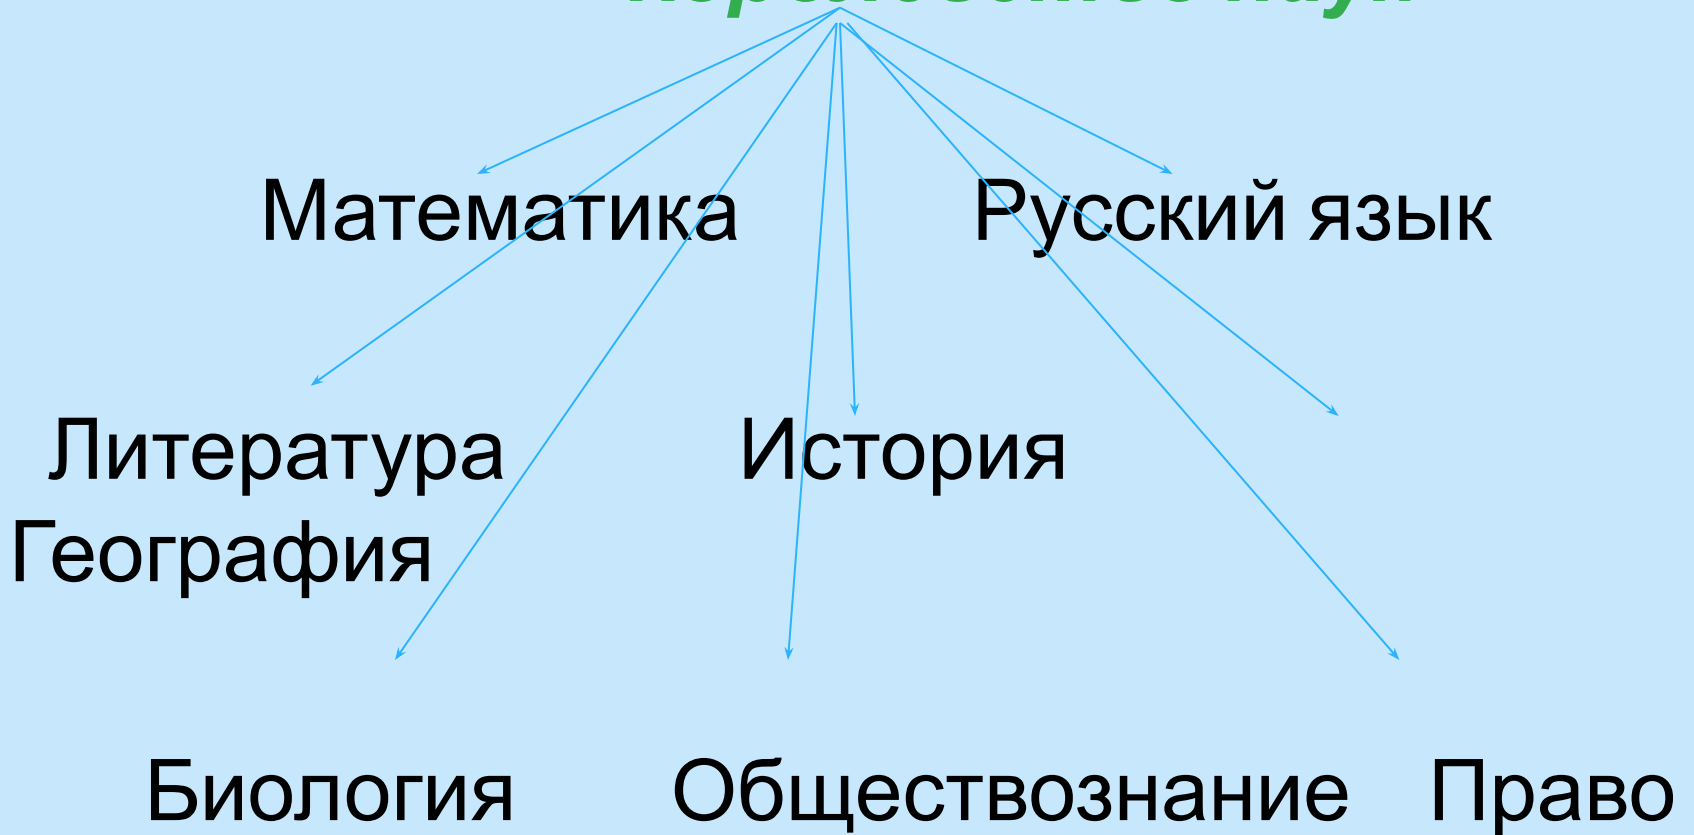 Математика Русский язык
Литература История
География
Биология Обществознание Право